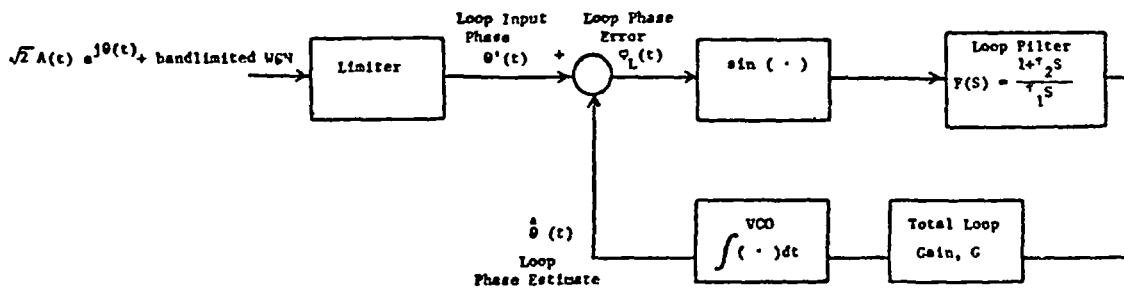 √2 A(t) e^jθ(t) + bandlimited WGN
Limiter
Loop Input
Phase
θ'(t)
+
Loop Phase
Error
φ_L(t)
sin ( · )
Loop Filter
F(S) = (1+τ₂S)/(τ₁S)
θ̂ (t)
Loop
Phase Estimate
VCO
∫( · )dt
Total Loop
Gain, G